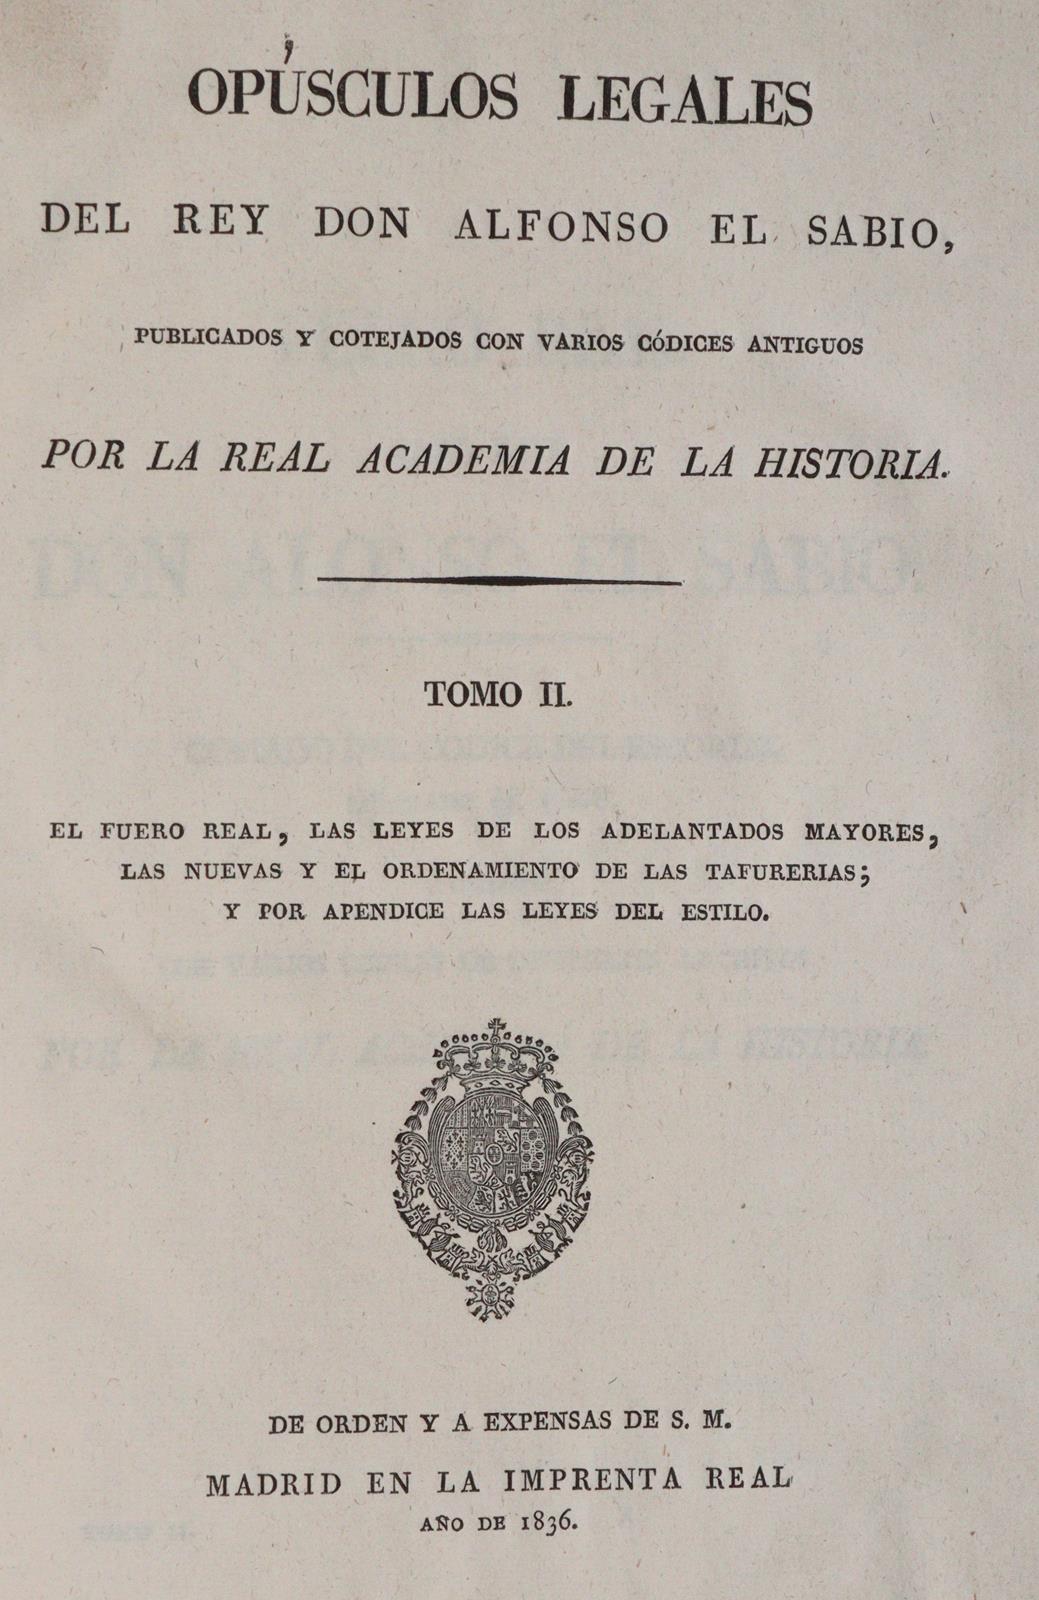 OPÚSCULOS LEGALES
DEL REY DON ALFONSO EL SABIO,
PUBLICADOS Y COTEJADOS CON VARIOS CÓDICES ANTIGUOS
POR LA REAL ACADEMIA DE LA HISTORIA.
TOMO II.
EL FUERO REAL, LAS LEYES DE LOS ADELANTADOS MAYORES,
LAS NUEVAS Y EL ORDENAMIENTO DE LAS TAFURERIAS;
Y POR APENDICE LAS LEYES DEL ESTILO.
DE ORDEN Y A EXPENSAS DE S. M.
MADRID EN LA IMPRENTA REAL
AÑO DE 1836.